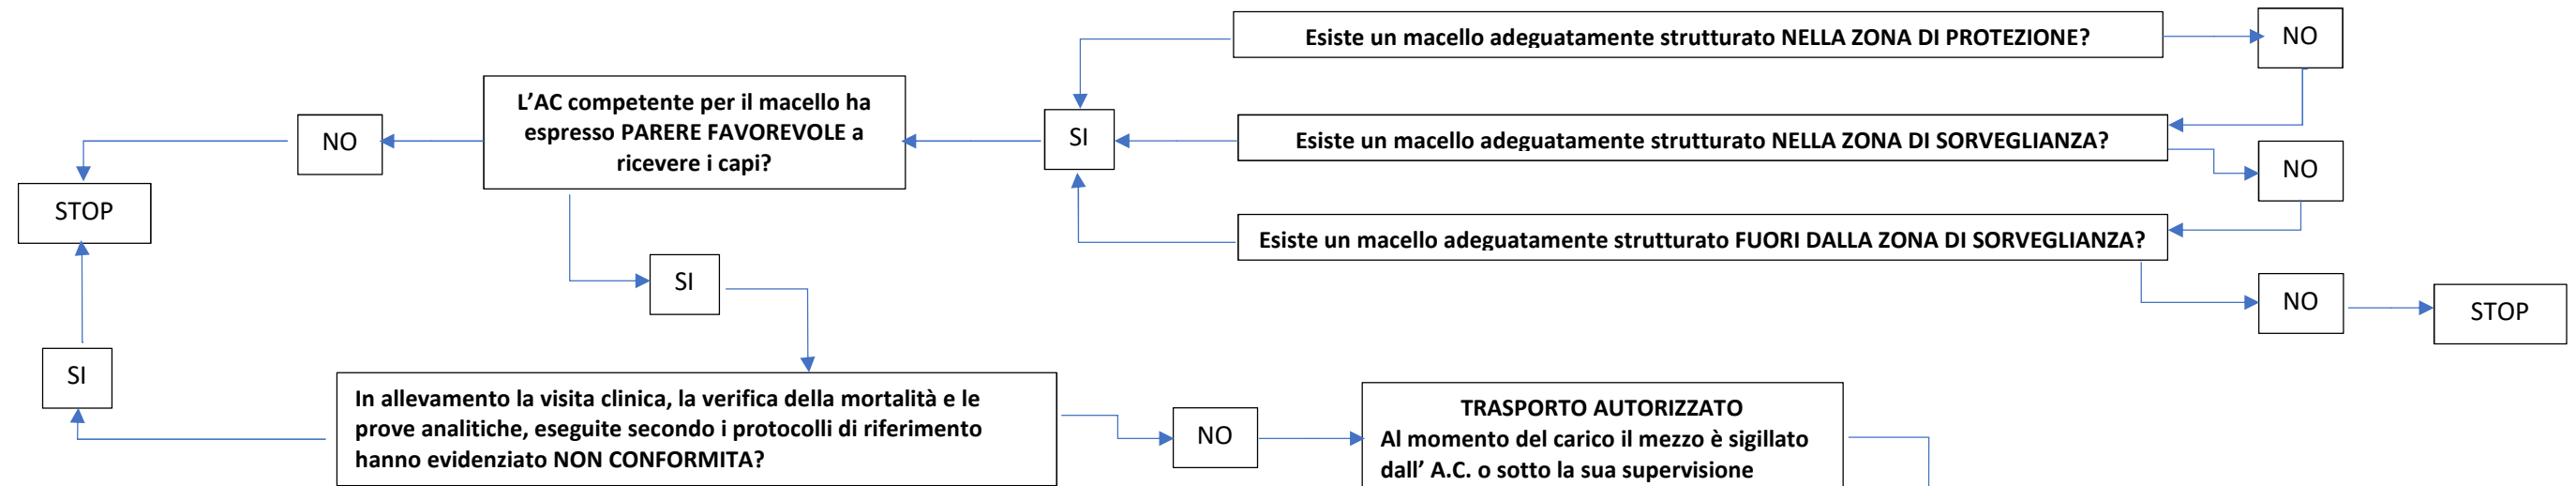 Esiste un macello adeguatamente strutturato NELLA ZONA DI PROTEZIONE?
NO
L’AC competente per il macello ha
espresso PARERE FAVOREVOLE a
ricevere i capi?
NO
SI
Esiste un macello adeguatamente strutturato NELLA ZONA DI SORVEGLIANZA?
NO
STOP
Esiste un macello adeguatamente strutturato FUORI DALLA ZONA DI SORVEGLIANZA?
SI
NO
STOP
SI
In allevamento la visita clinica, la verifica della mortalità e le
prove analitiche, eseguite secondo i protocolli di riferimento
hanno evidenziato NON CONFORMITA?
NO
TRASPORTO AUTORIZZATO
Al momento del carico il mezzo è sigillato
dall’ A.C. o sotto la sua supervisione